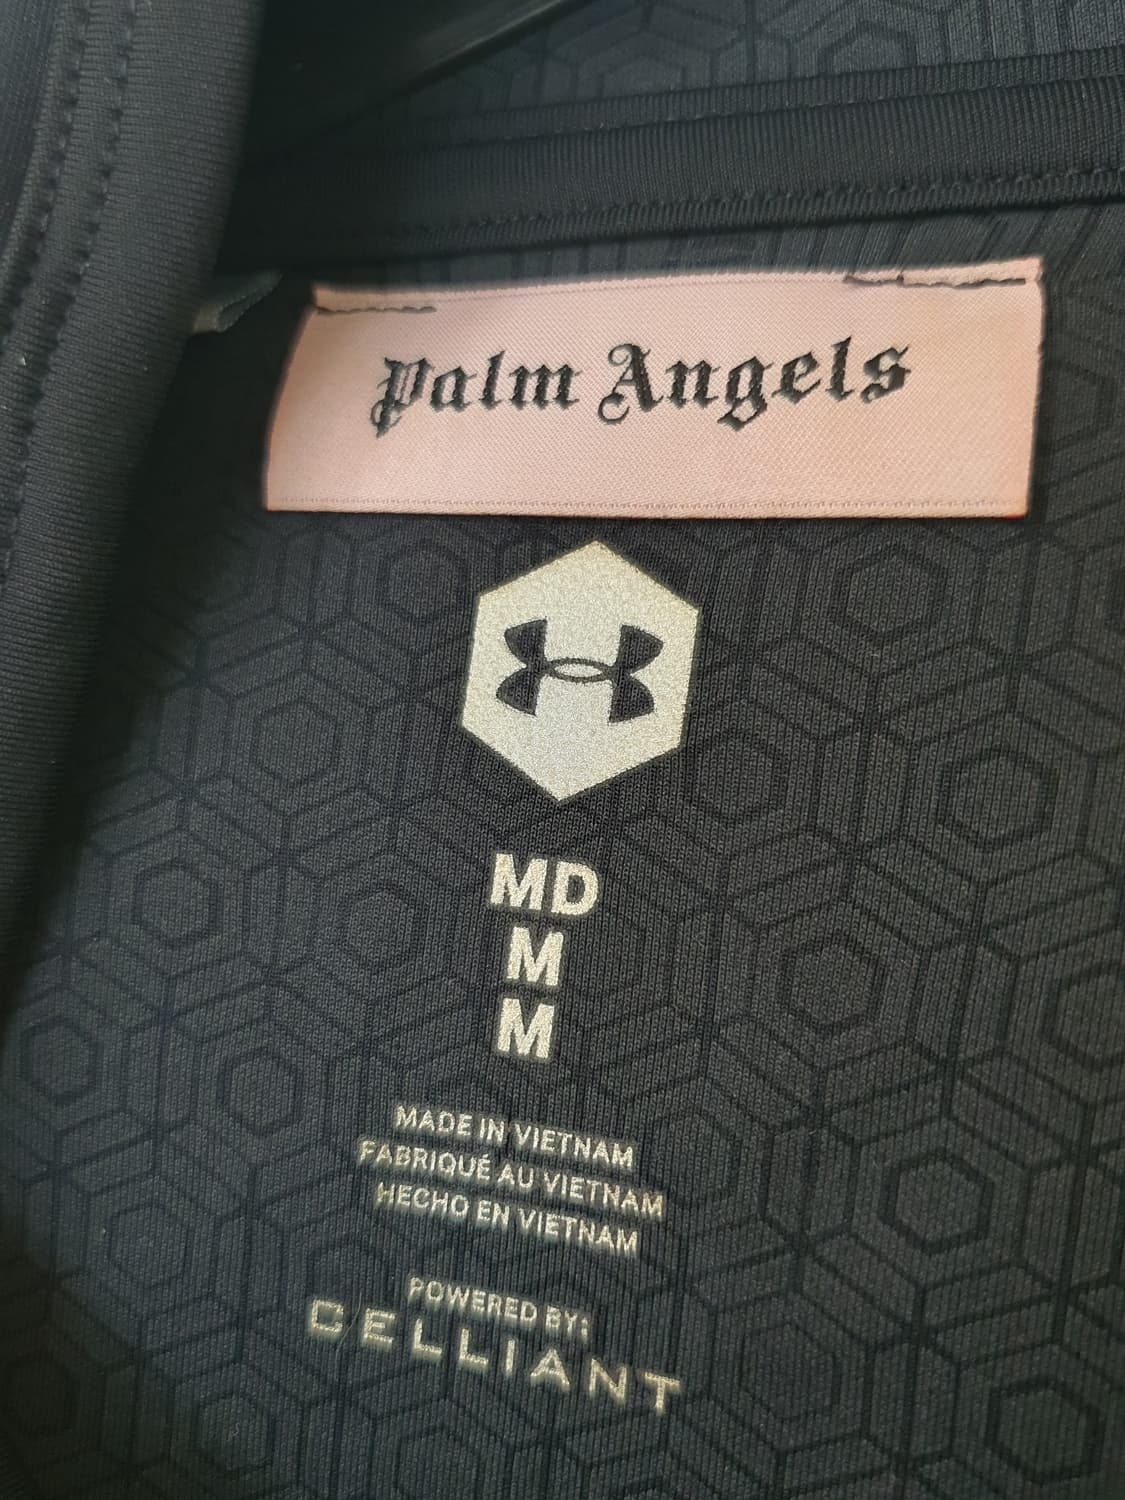 Palm Angels
MD
M
M
MADE IN VIETNAM
FABRIQUÉ AU VIETNAM
HECHO EN VIETNAM
POWERED BY:
CELLIANT